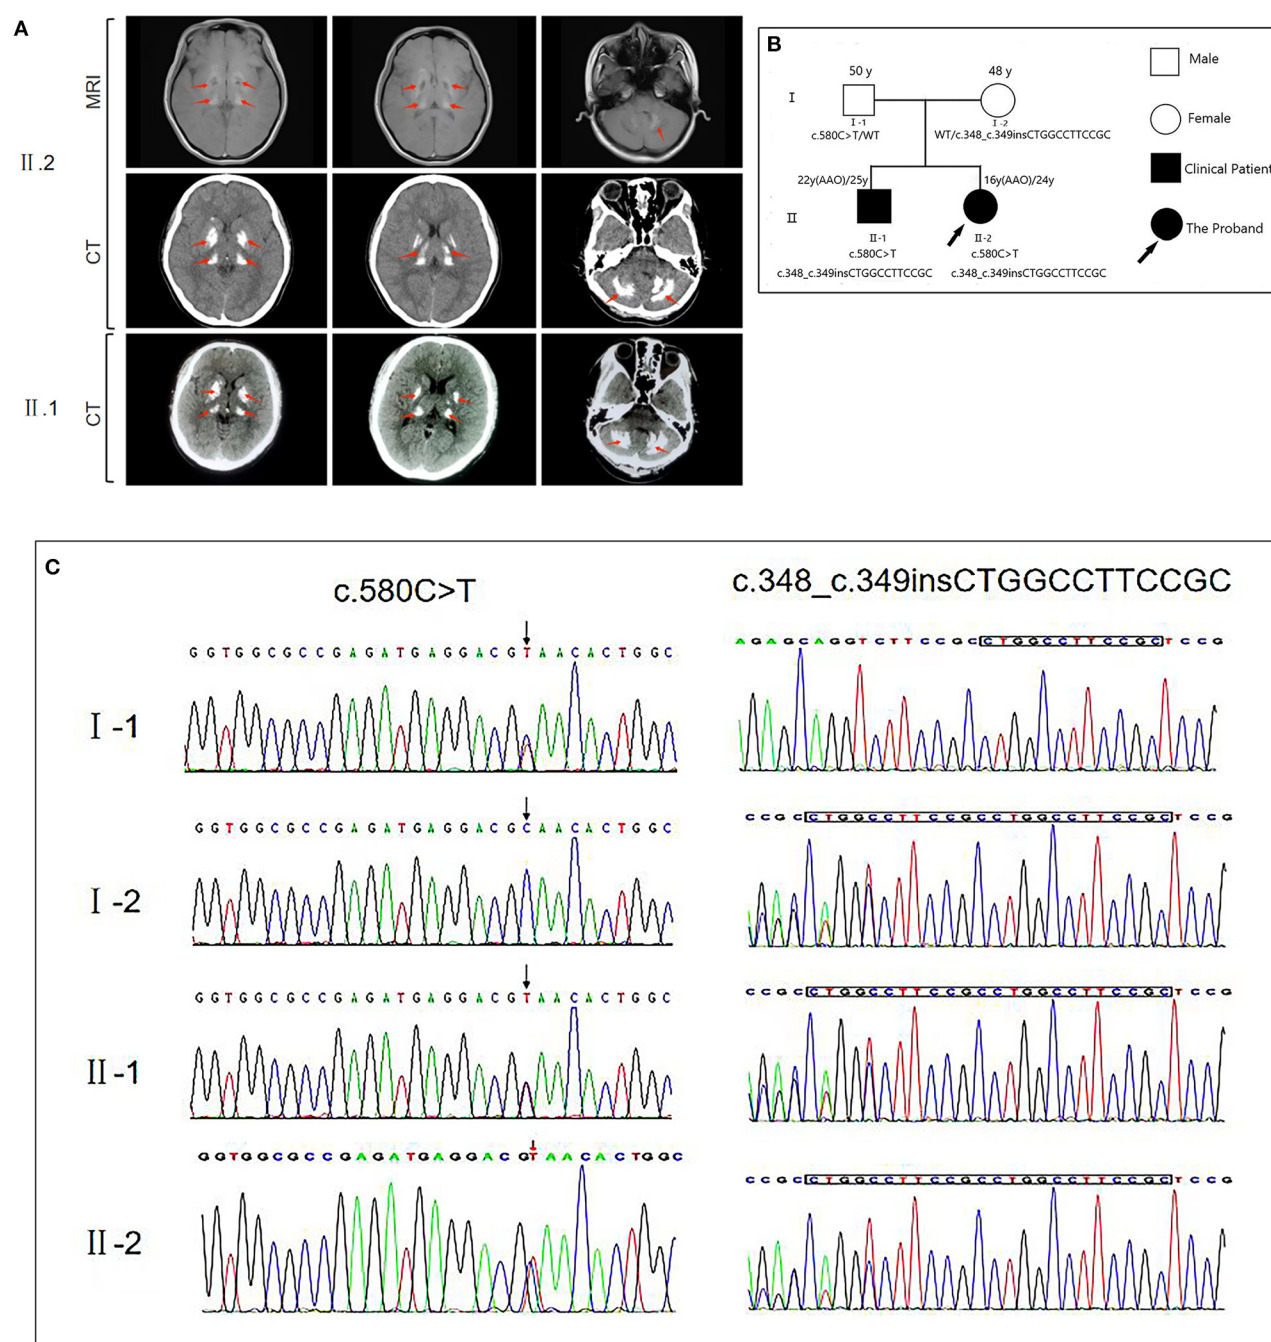 A
MRI
II.2
CT
II.1
CT
B
50 y
48 y
Male
I
I-1
I-2
c.580C>T/WT
WT/c.348_c.349insCTGGCCTTCCGC
Female
22y(AAO)/25y
16y(AAO)/24y
Clinical Patient
II
II-1
II-2
The Proband
c.580C>T
c.580C>T
c.348_c.349insCTGGCCTTCCGC
c.348_c.349insCTGGCCTTCCGC
C
c.580C>T
c.348_c.349insCTGGCCTTCCGC
I-1
GGTGGCGCCGAGATGAGGACGTAACACTGGC
AGAGCAGGTCTTCCGCCTGGCCTTCCGCTCCG
I-2
GGTGGCGCCGAGATGAGGACGCAACACTGGC
CCGCCTGGCCTTCCGCCTGGCCTTCCGCTCCG
II-1
GGTGGCGCCGAGATGAGGACGTAACACTGGC
CCGCCTGGCCTTCCGCCTGGCCTTCCGCTCCG
II-2
GGTGGCGCCGAGATGAGGACGTAACACTGGC
CCGCCTGGCCTTCCGCCTGGCCTTCCGCTCCG